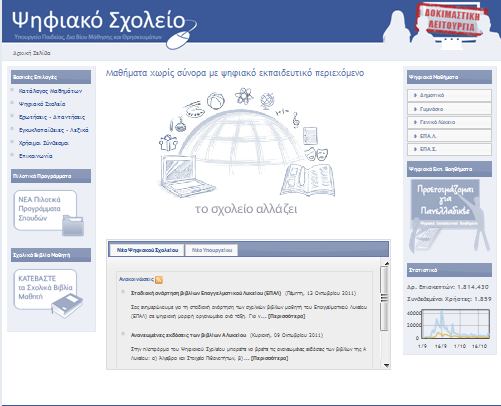 Ψηφιακό Σχολείο
Υπουργείο Παιδείας, Δια Βίου Μάθησης και Θρησκευμάτων
ΔΟΚΙΜΑΣΤΙΚΗ
ΛΕΙΤΟΥΡΓΙΑ
Αρχική Σελίδα
Βασικές Επιλογές
Κατάλογος Μαθημάτων
Ψηφιακά Σχολεία
Ερωτήσεις - Απαντήσεις
Εγκυκλοπαίδειες - Λεξικά
Χρήσιμοι Σύνδεσμοι
Επικοινωνία
Πιλοτικά Προγράμματα
ΝΕΑ Πιλοτικά
Προγράμματα
Σπουδών
Σχολικά Βιβλία Μαθητή
ΚΑΤΕΒΑΣΤΕ
τα Σχολικά Βιβλία
Μαθητή
Μαθήματα χωρίς σύνορα με ψηφιακό εκπαιδευτικό περιεχόμενο
το σχολείο αλλάζει
Νέα Ψηφιακού Σχολείου
Νέα Υπουργείου
Ανακοινώσεις
Σταδιακή ανάρτηση βιβλίων Επαγγελματικού Λυκείου (ΕΠΑΛ) (Πέμπτη, 13 Οκτωβρίου 2011)
Σας ενημερώνουμε για τη σταδιακή ανάρτηση των σχολικών βιβλίων μαθητή του Επαγγελματικού Λυκείου
(ΕΠΑΛ) σε ψηφιακή μορφή οργανωμένα ανά τάξη. Για ν... [Περισσότερα]
Ανανεωμένες εκδόσεις των βιβλίων Α Λυκείου (Κυριακή, 09 Οκτωβρίου 2011)
Στην πλατφόρμα του Ψηφιακού Σχολείου μπορείτε να βρείτε τις ανανεωμένες εκδόσεις των βιβλίων της Α
Λυκείου: α) Άλγεβρα και Στοιχεία Πιθανοτήτων, β)... [Περισσότερα]
Ψηφιακά Μαθήματα
Δημοτικό
Γυμνάσιο
Γενικό Λύκειο
ΕΠΑ.Λ.
ΕΠΑ.Σ.
Ψηφιακά Εκπ. Βοηθήματα
Προετοιμάζομαι
για
Πανελλαδικές
Στατιστικά
Αρ. Επισκεπτών: 1.814.430
Συνδεδεμένοι Χρήστες: 1.839
40000
20000
0
1/9 16/9 1/10 16/10